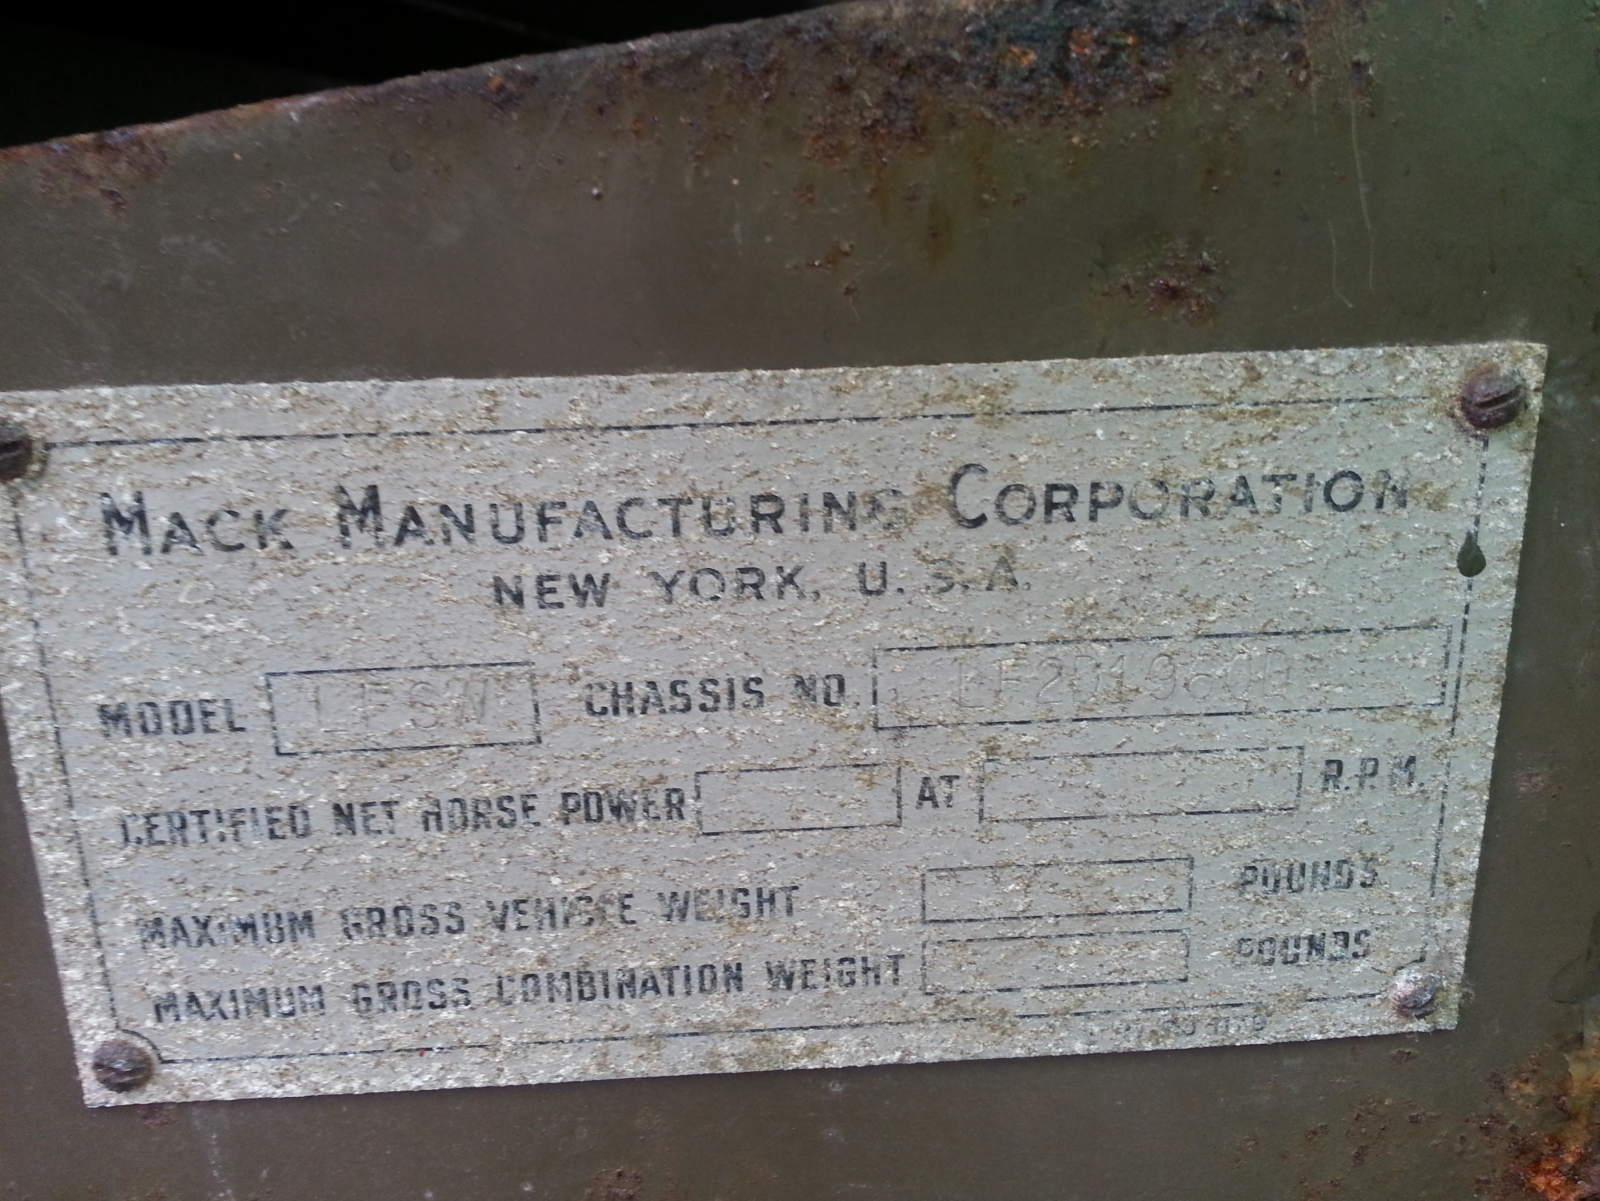 MACK MANUFACTURING CORPORATION
NEW YORK, U.S.A.
MODEL CHASSIS NO.
CERTIFIED NET HORSE POWER AT R.P.M.
MAXIMUM GROSS VEHICLE WEIGHT POUNDS
MAXIMUM GROSS COMBINATION WEIGHT POUNDS